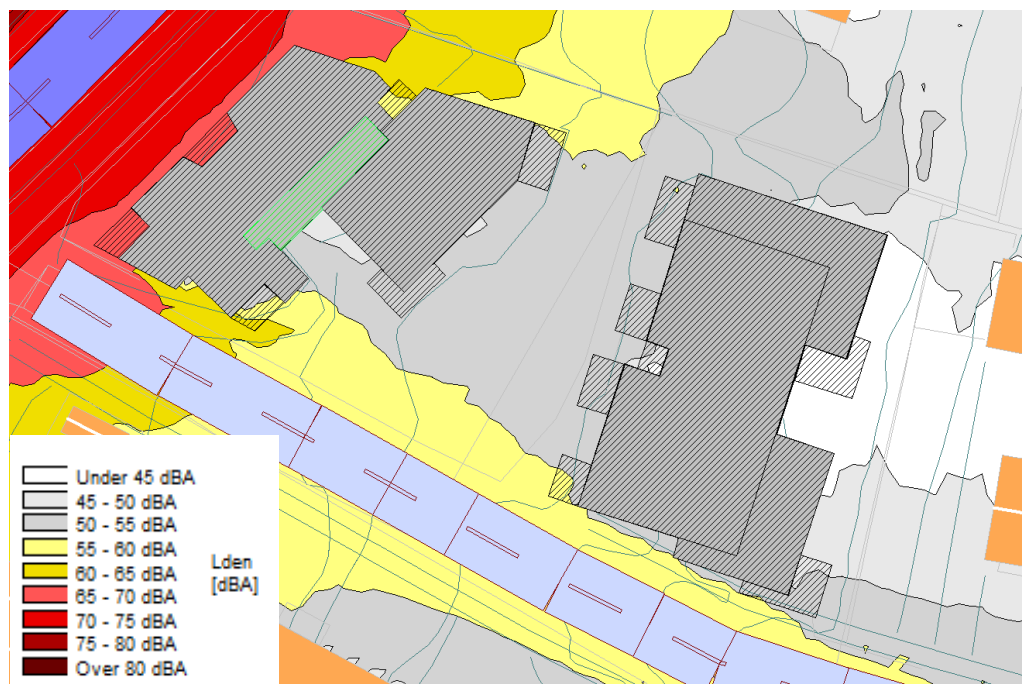 Under 45 dBA
45 - 50 dBA
50 - 55 dBA
55 - 60 dBA
60 - 65 dBA
65 - 70 dBA
70 - 75 dBA
75 - 80 dBA
Over 80 dBA
Lden
[dBA]